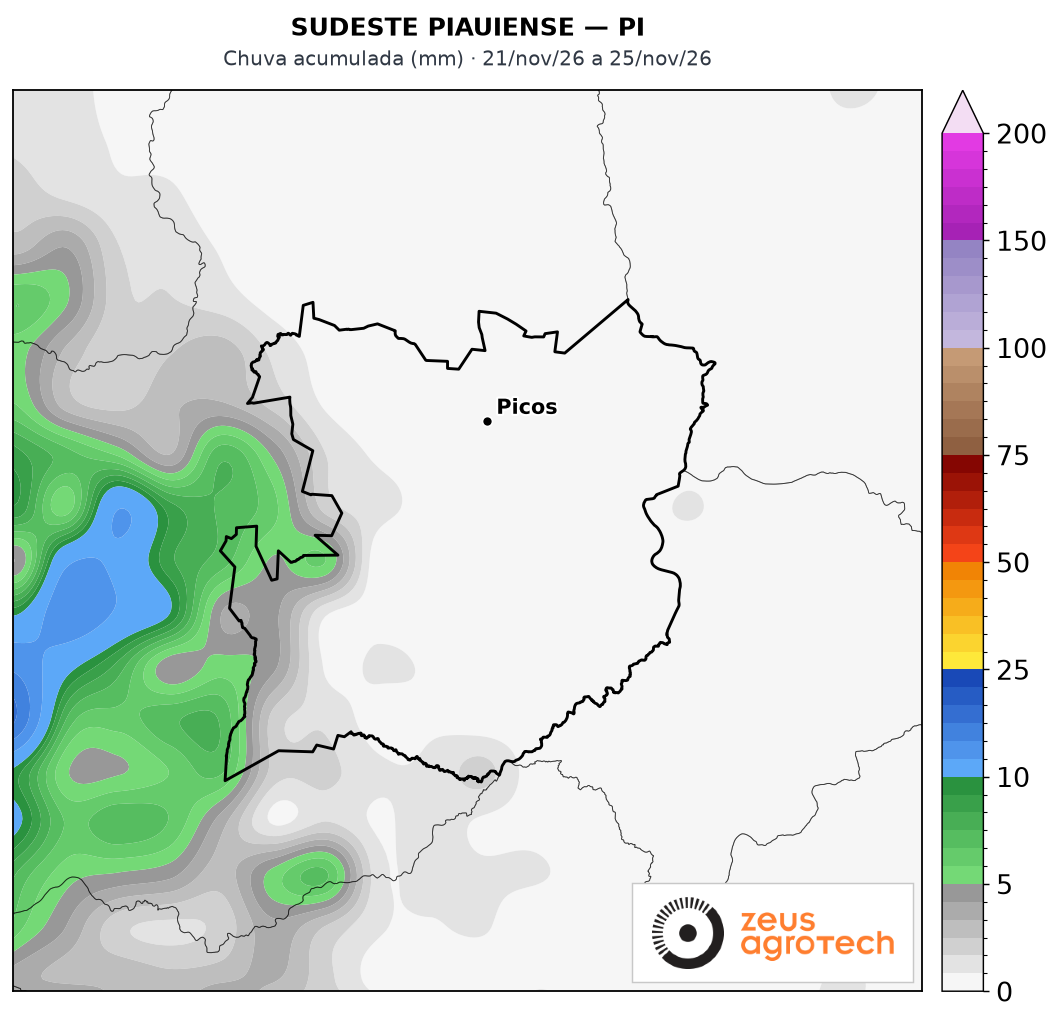 SUDESTE PIAUIENSE — PI
Chuva acumulada (mm) · 21/nov/26 a 25/nov/26
Picos
200
150
100
75
50
25
10
5
0
zeus
agrotech